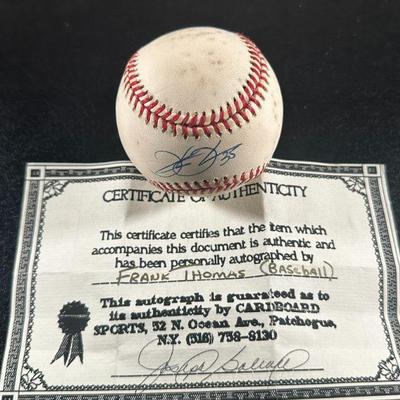 35
CERTIFICATE OF AUTHENTICITY
This certificate certifies that the item which
accompanies this document is authentic and
has been personally autographed by
FRANK THOMAS (BASEball)
This autograph is guaranteed as to
its authenticity by CARDBOARD
SPORTS, 52 N. Ocean Ave., Patchogue,
N.Y. (516) 758-8130
Joseph